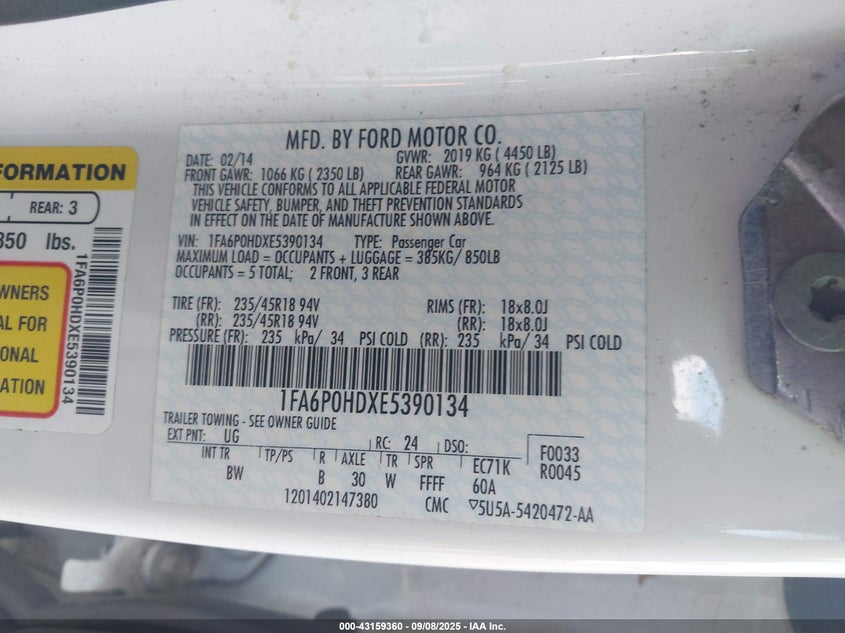 FORMATION
REAR: 3
850 lbs.
1FA6P0HDXE5390134
OWNERS
AL FOR
ONAL
ATION
MFD. BY FORD MOTOR CO.
DATE: 02/14 GVWR: 2019 KG ( 4450 LB)
FRONT GAWR: 1066 KG ( 2350 LB) REAR GAWR: 964 KG ( 2125 LB)
THIS VEHICLE CONFORMS TO ALL APPLICABLE FEDERAL MOTOR
VEHICLE SAFETY, BUMPER, AND THEFT PREVENTION STANDARDS
IN EFFECT ON THE DATE OF MANUFACTURE SHOWN ABOVE.
VIN: 1FA6P0HDXE5390134 TYPE: Passenger Car
MAXIMUM LOAD = OCCUPANTS + LUGGAGE = 385KG/ 850LB
OCCUPANTS = 5 TOTAL; 2 FRONT, 3 REAR
TIRE (FR): 235/45R18 94V RIMS (FR): 18x8.0J
(RR): 235/45R18 94V (RR): 18x8.0J
PRESSURE (FR): 235 kPa/ 34 PSI COLD (RR): 235 kPa/ 34 PSI COLD
1FA6P0HDXE5390134
TRAILER TOWING - SEE OWNER GUIDE
EXT PNT: UG RC: 24 DSO: F0033
INT TR TP/PS R AXLE TR SPR EC71K R0045
BW B 30 W FFFF 60A
1201402147380 CMC ▽5U5A-5420472-AA
000-43159360 - 09/08/2025 - IAA Inc.